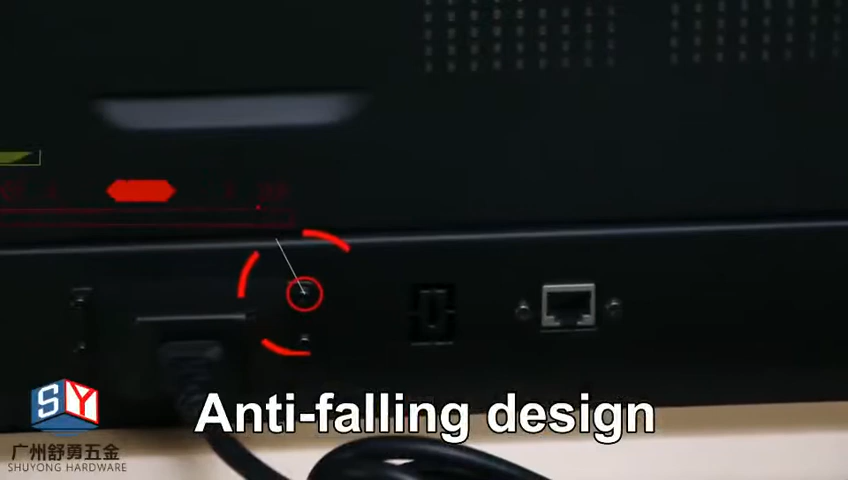 Anti-falling design
SY
广州舒勇五金
SHUYONG HARDWARE